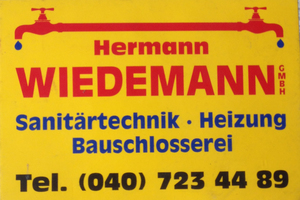 Hermann
WIEDEMANN GMBH
Sanitärtechnik · Heizung
Bauschlosserei
Tel. (040) 723 44 89